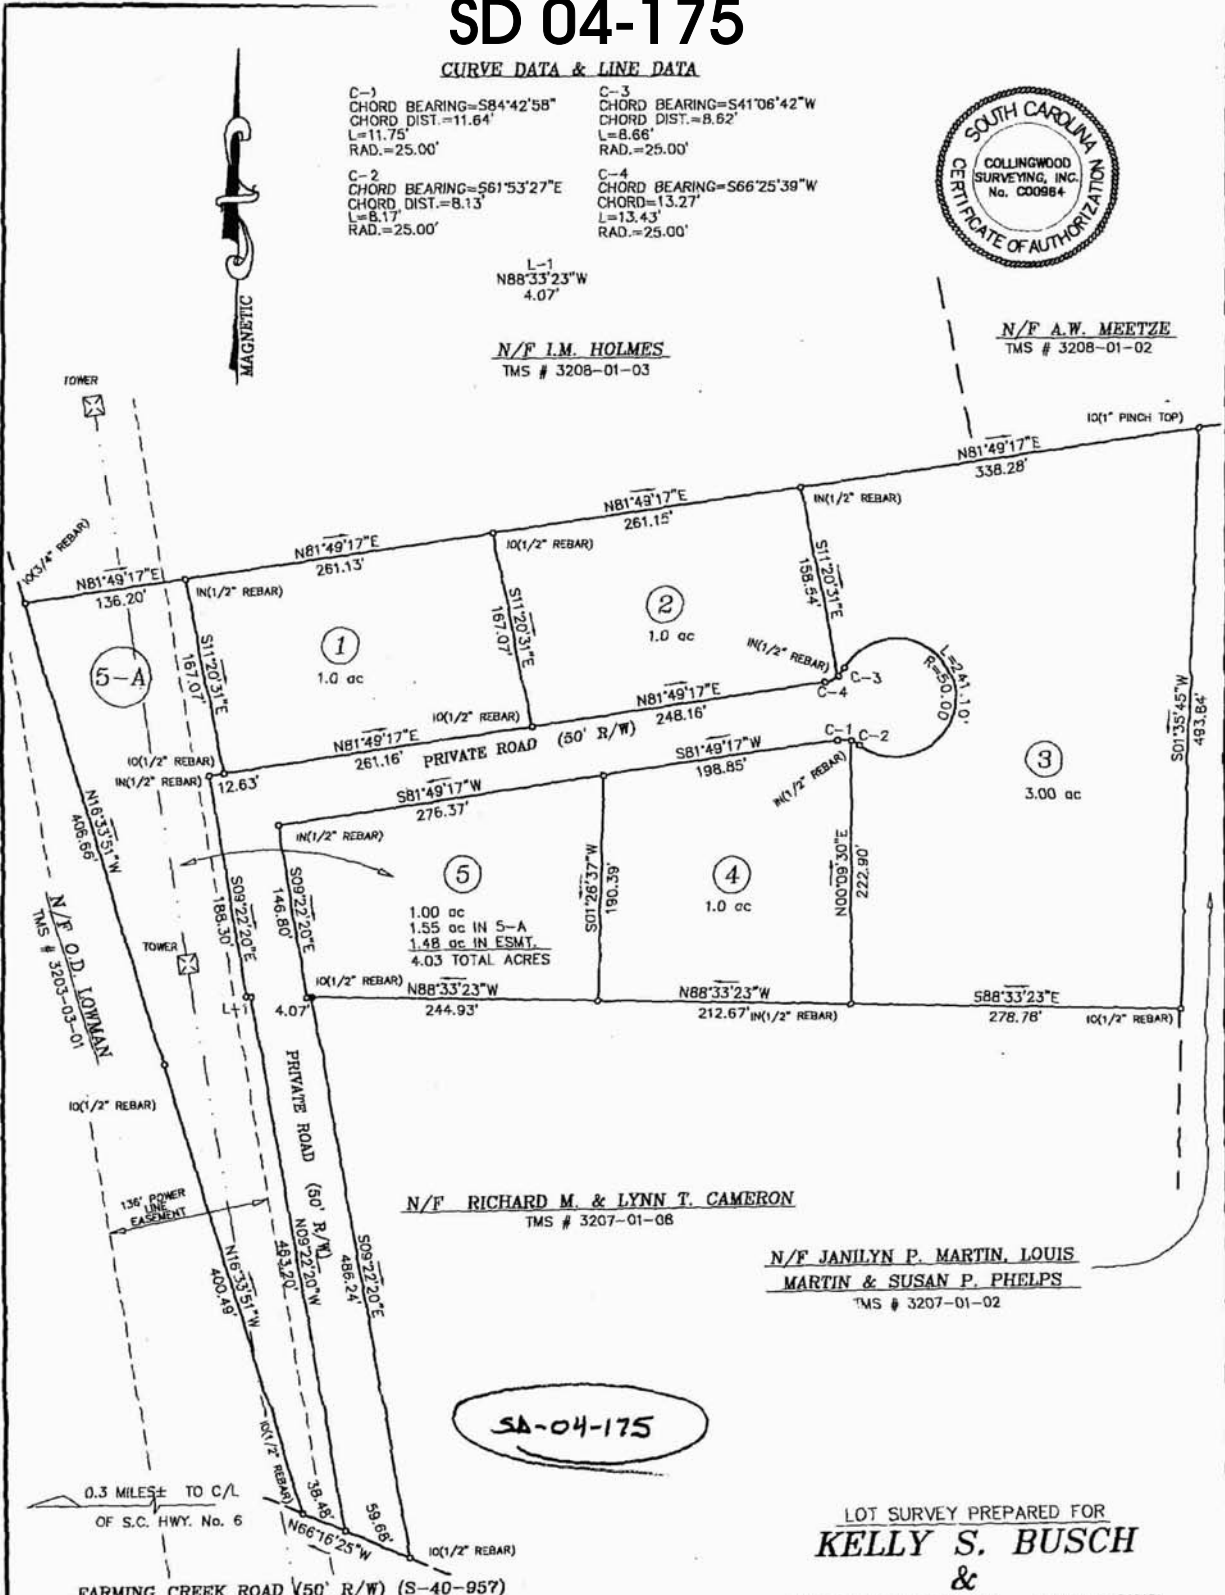 SD 04-175
CURVE DATA & LINE DATA
C-1
CHORD BEARING=S84°42'58"
CHORD DIST.=11.64'
L=11.75'
RAD.=25.00'
C-2
CHORD BEARING=S61°53'27"E
CHORD DIST.=8.13'
L=8.17'
RAD.=25.00'
C-3
CHORD BEARING=S41°06'42"W
CHORD DIST.=8.62'
L=8.66'
RAD.=25.00'
C-4
CHORD BEARING=S66°25'39"W
CHORD=13.27'
L=13.43'
RAD.=25.00'
L-1
N88°33'23"W
4.07'
SOUTH CAROLINA
COLLINGWOOD
SURVEYING, INC.
No. C00984
CERTIFICATE OF AUTHORIZATION
MAGNETIC
N/F I.M. HOLMES
TMS # 3208-01-03
N/F A.W. MEETZE
TMS # 3208-01-02
TOWER
IO(1" PINCH TOP)
N81°49'17"E
338.28'
N81°49'17"E
261.15'
IN(1/2" REBAR)
IO(3/4" REBAR)
N81°49'17"E
261.13'
IO(1/2" REBAR)
N81°49'17"E
136.20'
IN(1/2" REBAR)
S11°20'31"E
158.54'
S11°20'31"E
167.07'
S11°20'31"E
167.07'
5-A
1
1.0 ac
2
1.0 ac
IN(1/2" REBAR)
C-3
C-4
L=241.10'
R=50.00
S01°35'45"W
493.64'
N81°49'17"E
248.16'
IO(1/2" REBAR)
PRIVATE ROAD (50' R/W)
N81°49'17"E
261.16'
C-1
C-2
IO(1/2" REBAR)
IN(1/2" REBAR)
12.63'
S81°49'17"W
198.85'
IN(1/2" REBAR)
3
3.00 ac
S81°49'17"W
276.37'
IN(1/2" REBAR)
N16°33'51"W
406.66'
S09°22'20"E
188.30'
S09°22'20"E
146.80'
5
1.00 ac
1.55 ac IN 5-A
1.48 ac IN ESMT.
4.03 TOTAL ACRES
S01°26'37"W
190.39'
4
1.0 ac
N00°09'30"E
222.90'
N/F O.D. LOWMAN
TMS # 3203-03-01
TOWER
IO(1/2" REBAR)
N88°33'23"W
244.93'
N88°33'23"W
212.67'
IN(1/2" REBAR)
S88°33'23"E
278.78'
IO(1/2" REBAR)
L-1
4.07'
IO(1/2" REBAR)
PRIVATE ROAD (50' R/W)
136' POWER
LINE
EASEMENT
N/F RICHARD M. & LYNN T. CAMERON
TMS # 3207-01-08
N16°33'51"W
400.49'
N09°22'20"W
463.20'
S09°22'20"E
486.24'
N/F JANILYN P. MARTIN, LOUIS
MARTIN & SUSAN P. PHELPS
TMS # 3207-01-02
SD-04-175
IO(1/2" REBAR)
0.3 MILES± TO C/L
OF S.C. HWY. No. 6
38.48'
59.68'
N66°16'25"W
IO(1/2" REBAR)
FARMING CREEK ROAD (50' R/W) (S-40-957)
LOT SURVEY PREPARED FOR
KELLY S. BUSCH
&